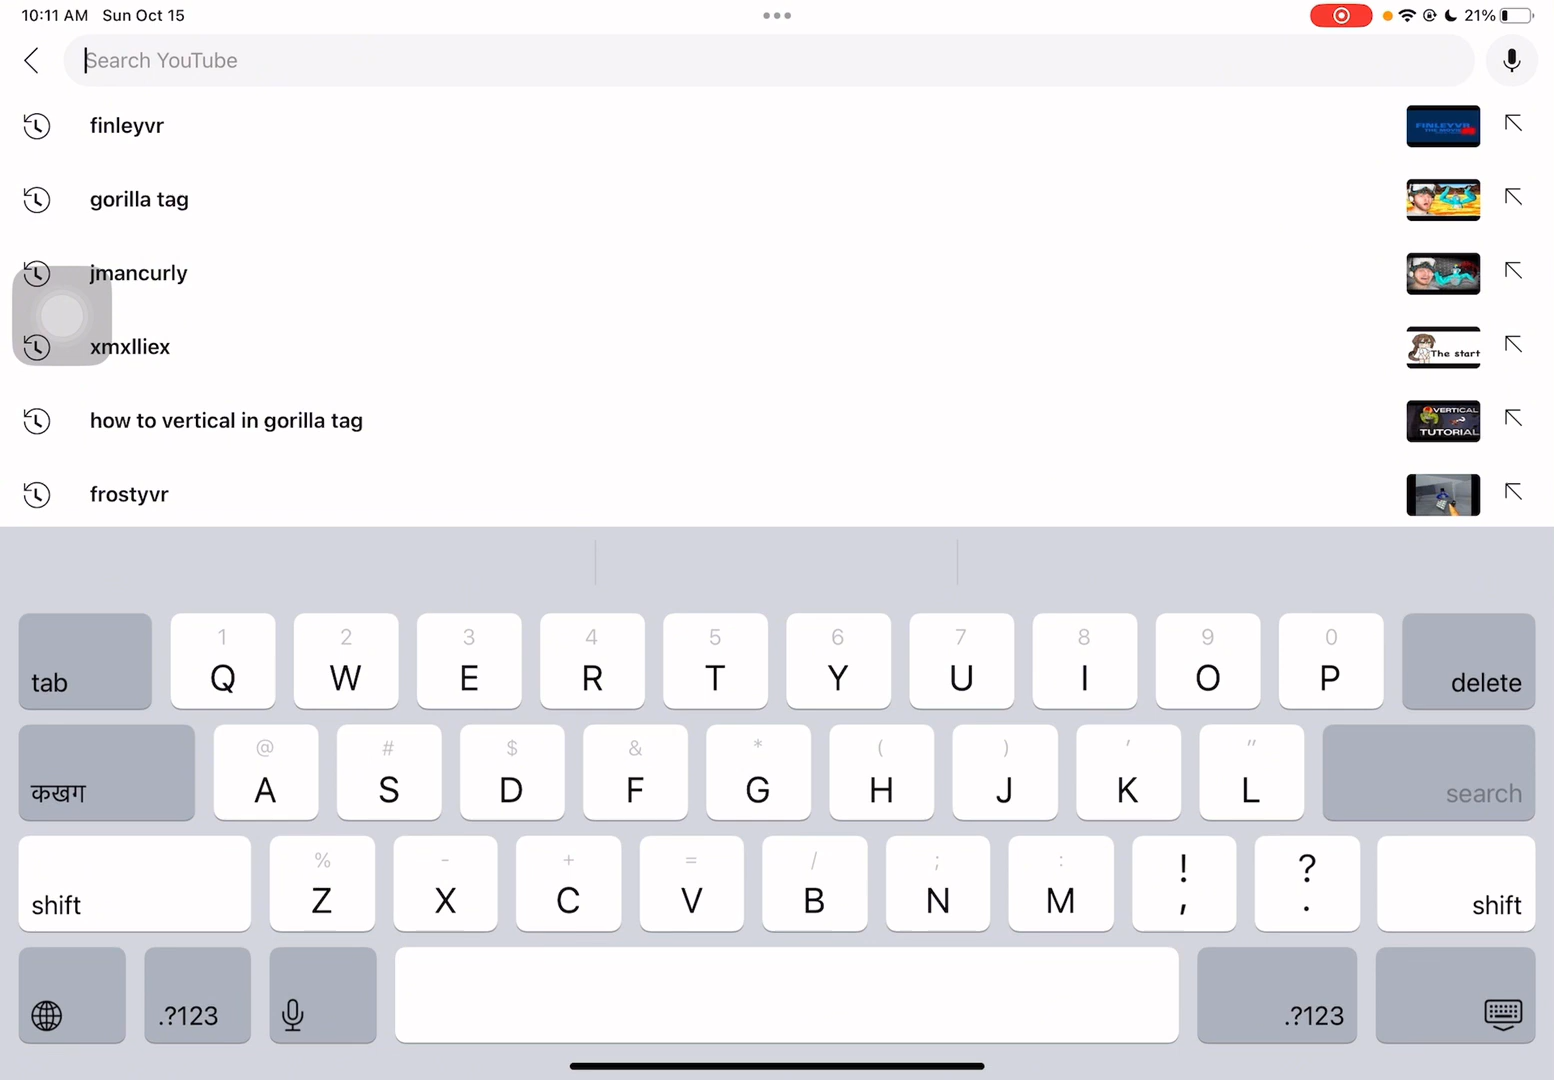 10:11 AM Sun Oct 15
21%
Search YouTube
finleyvr
FINLEYVR
gorilla tag
jmancurly
xmxlliex
The start
how to vertical in gorilla tag
VERTICAL
TUTORIAL
frostyvr
tab 1 Q 2 W 3 E 4 R 5 T 6 Y 7 U 8 I 9 O 0 P delete
कखग @ A # S $ D & F * G ( H ) J ' K " L search
shift % Z - X + C = V / B ; N : M ! , ? . shift
.?123 .?123